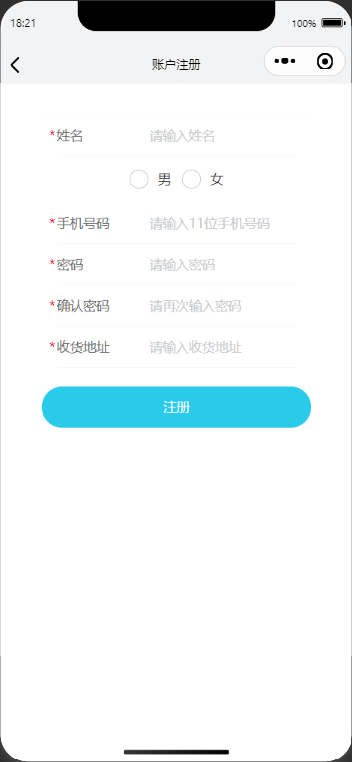 18:21 100%
账户注册
*姓名 请输入姓名
男 女
*手机号码 请输入11位手机号码
*密码 请输入密码
*确认密码 请再次输入密码
*收货地址 请输入收货地址
注册